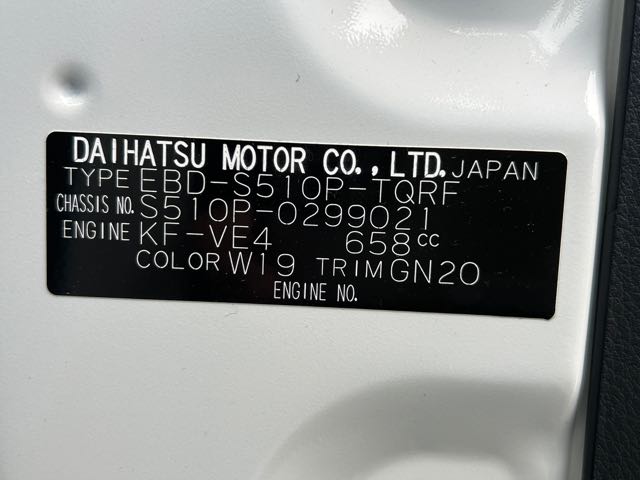 DAIHATSU MOTOR CO.,LTD. JAPAN
TYPE EBD-S510P-TQRF
CHASSIS NO. S510P-0299021
ENGINE KF-VE4 658cc
COLOR W19 TRIM GN20
ENGINE NO.